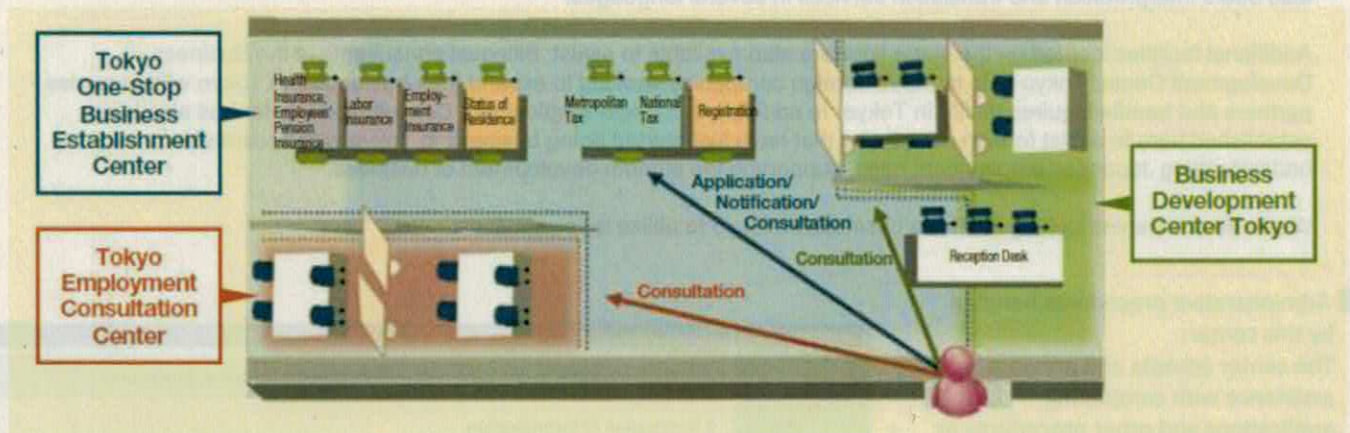 Tokyo
One-Stop
Business
Establishment
Center
Health
Insurance,
Employees'
Pension
Insurance
Labor
Insurance
Employ-
ment
Insurance
Status of
Residence
Metropolitan
Tax
National
Tax
Registration
Application/
Notification/
Consultation
Consultation
Reception Desk
Business
Development
Center Tokyo
Tokyo
Employment
Consultation
Center
Consultation